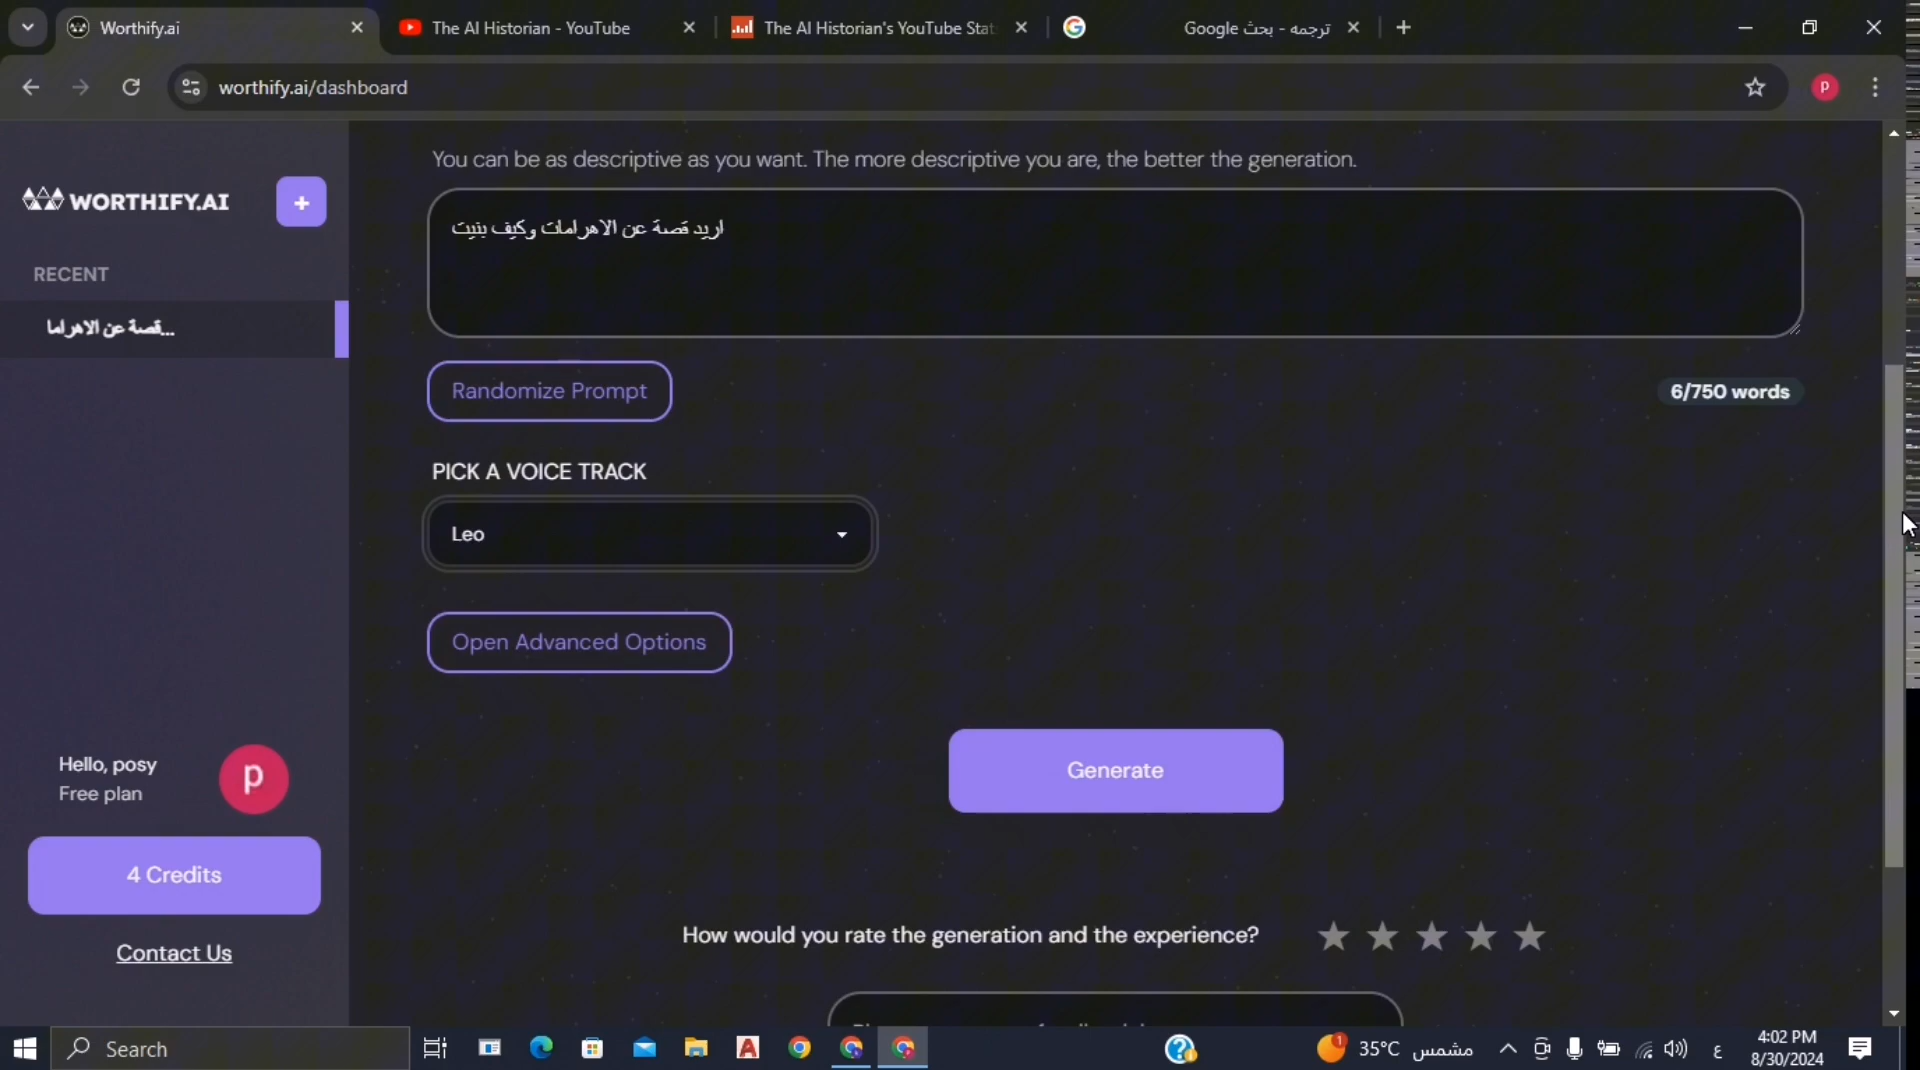 Worthify.ai
The AI Historian - YouTube
The AI Historian's YouTube Stat
ترجمه - بحث Google
worthify.ai/dashboard
P
WORTHIFY.AI
+
RECENT
قصة عن الاهراما...
Hello, posy
Free plan
p
4 Credits
Contact Us
You can be as descriptive as you want. The more descriptive you are, the better the generation.
اريد قصة عن الاهرامات وكيف بنيت
Randomize Prompt
6/750 words
PICK A VOICE TRACK
Leo
Open Advanced Options
Generate
How would you rate the generation and the experience?
Search
1
35°C مشمس
ع
4:02 PM
8/30/2024